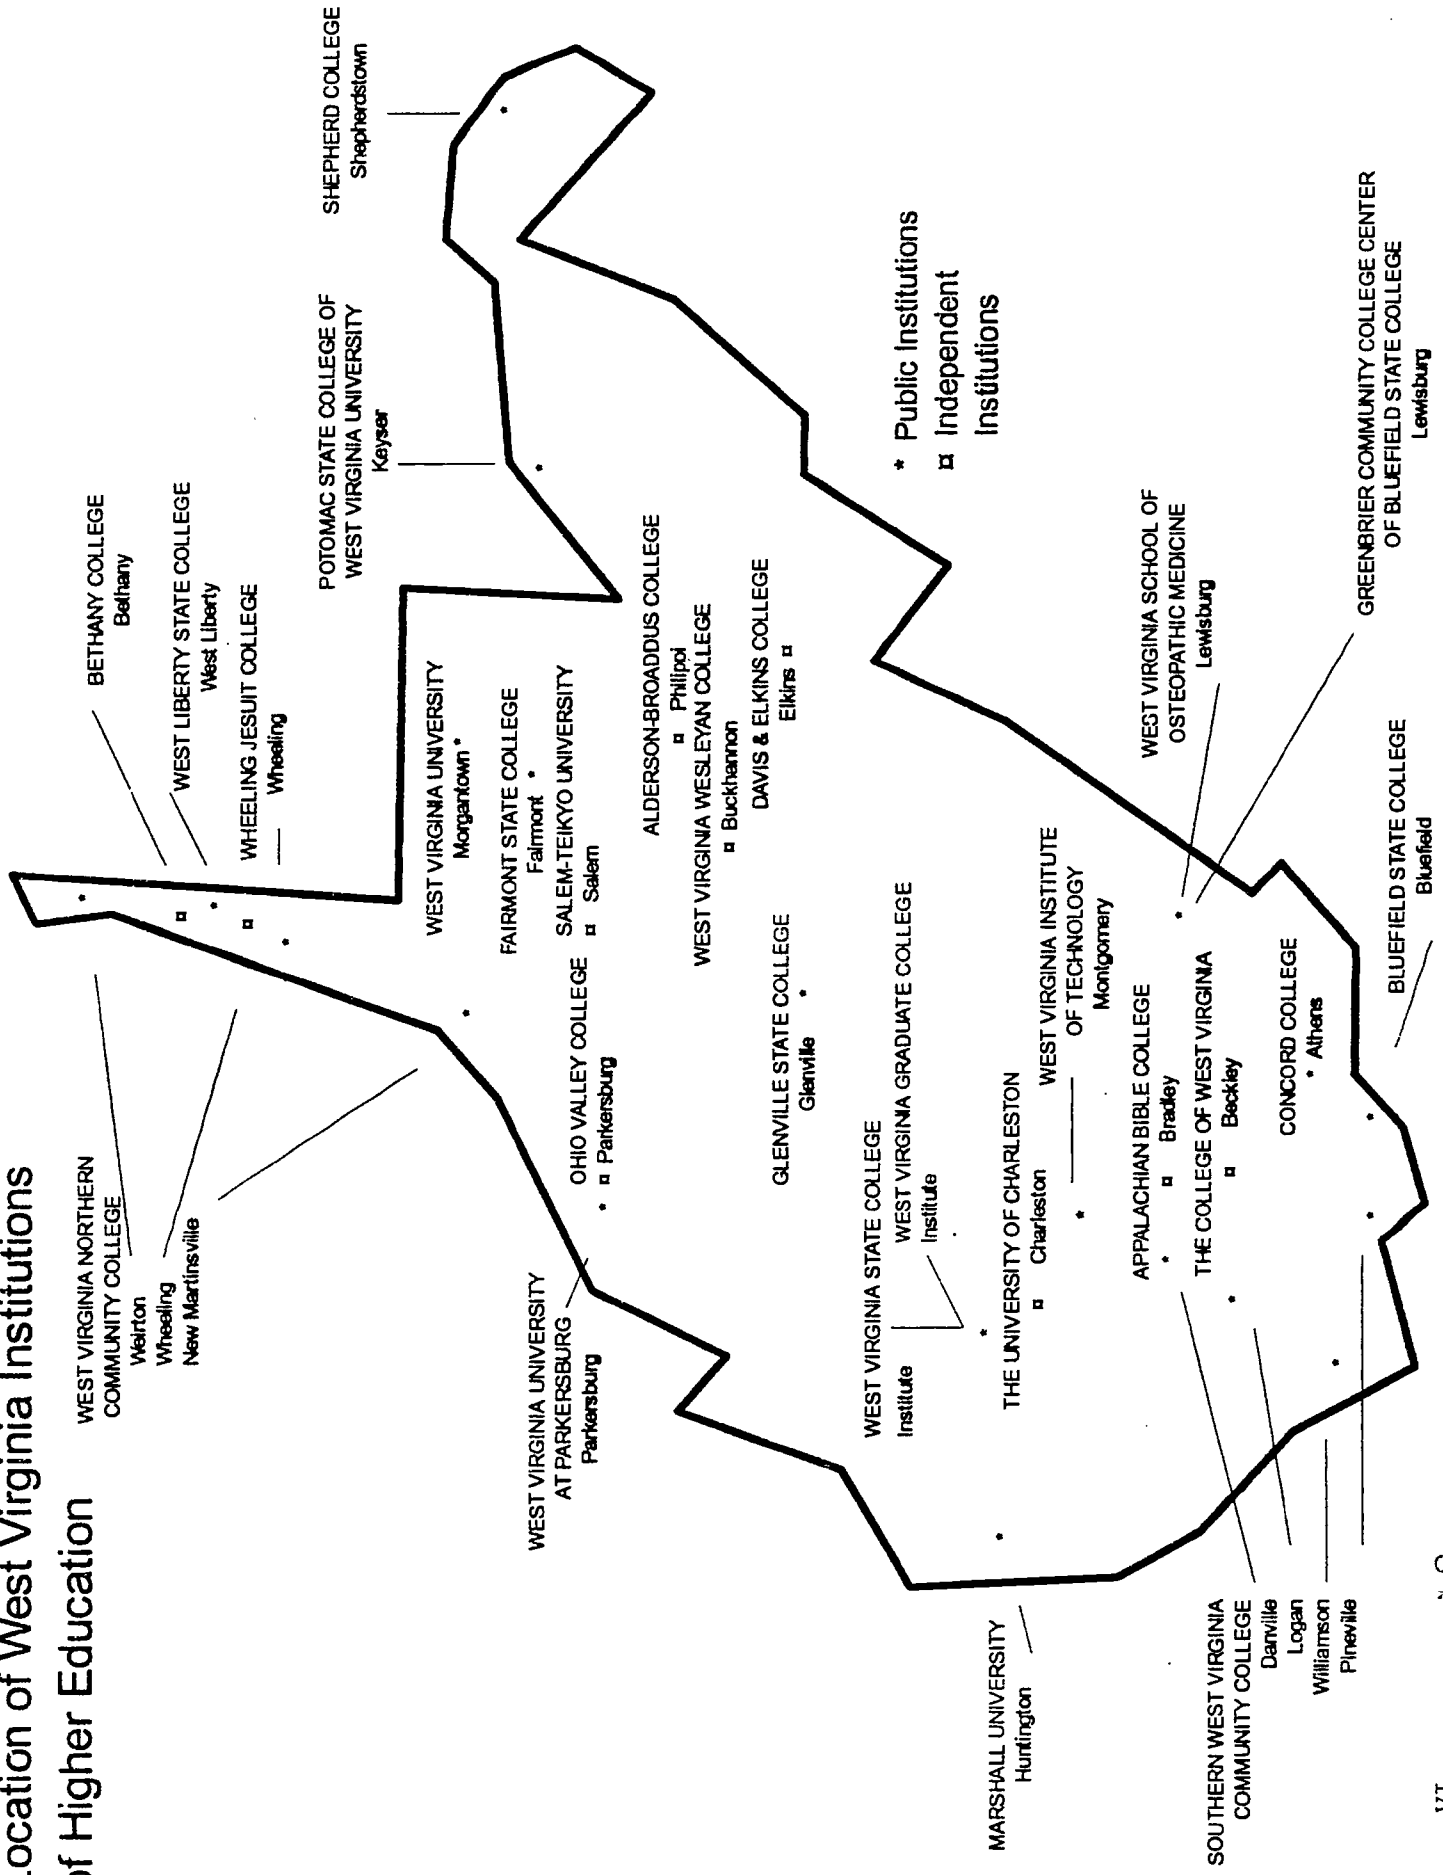 Location of West Virginia Institutions
of Higher Education
WEST VIRGINIA NORTHERN
COMMUNITY COLLEGE
Weirton
Wheeling
New Martinsville
BETHANY COLLEGE
Bethany
WEST LIBERTY STATE COLLEGE
West Liberty
WHEELING JESUIT COLLEGE
Wheeling
POTOMAC STATE COLLEGE OF
WEST VIRGINIA UNIVERSITY
Keyser
SHEPHERD COLLEGE
Shepherdstown
WEST VIRGINIA UNIVERSITY
Morgantown *
FAIRMONT STATE COLLEGE
Fairmont *
SALEM-TEIKYO UNIVERSITY
¤ Salem
WEST VIRGINIA UNIVERSITY
AT PARKERSBURG
Parkersburg
OHIO VALLEY COLLEGE
* ¤ Parkersburg
ALDERSON-BROADDUS COLLEGE
¤ Philippi
WEST VIRGINIA WESLEYAN COLLEGE
¤ Buckhannon
DAVIS & ELKINS COLLEGE
Elkins ¤
GLENVILLE STATE COLLEGE
Glenville *
* Public Institutions
¤ Independent
Institutions
WEST VIRGINIA STATE COLLEGE
Institute
WEST VIRGINIA GRADUATE COLLEGE
Institute
THE UNIVERSITY OF CHARLESTON
¤ Charleston
WEST VIRGINIA INSTITUTE
OF TECHNOLOGY
Montgomery
MARSHALL UNIVERSITY
Huntington
APPALACHIAN BIBLE COLLEGE
* ¤ Bradley
THE COLLEGE OF WEST VIRGINIA
¤ Beckley
WEST VIRGINIA SCHOOL OF
OSTEOPATHIC MEDICINE
Lewisburg
SOUTHERN WEST VIRGINIA
COMMUNITY COLLEGE
Danville
Logan
Williamson
Pineville
CONCORD COLLEGE
* Athens
GREENBRIER COMMUNITY COLLEGE CENTER
OF BLUEFIELD STATE COLLEGE
Lewisburg
BLUEFIELD STATE COLLEGE
Bluefield